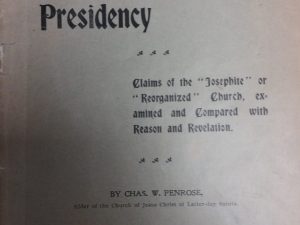 Presidency
Claims of the "Josephite" or
"Reorganized" Church, ex-
amined and Compared with
Reason and Revelation.
BY CHAS. W. PENROSE,
Elder of the Church of Jesus Christ of Latter-day Saints.